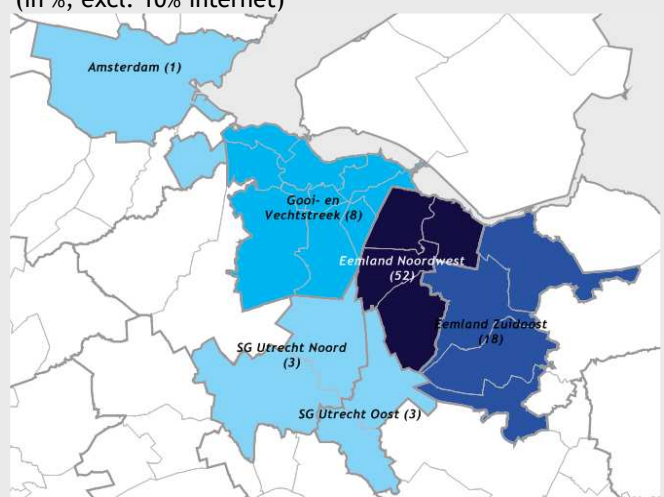 (in %, excl. 10% internet)
Amsterdam (1)
Gooi- en
Vechtstreek (8)
Eemland Noordwest
(52)
Eemland Zuidoost
(18)
SG Utrecht Noord
(3)
SG Utrecht Oost (3)